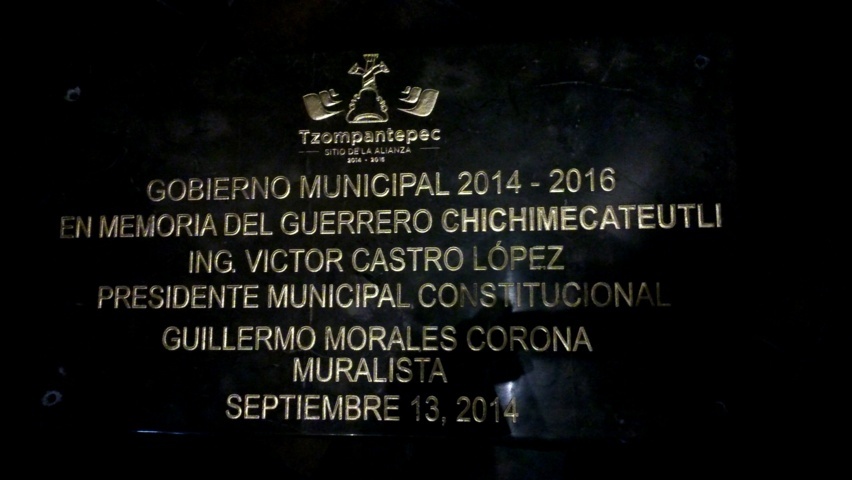 Tzompantepec
SITIO DE LA ALIANZA
2014 - 2016
GOBIERNO MUNICIPAL 2014 - 2016
EN MEMORIA DEL GUERRERO CHICHIMECATEUTLI
ING. VICTOR CASTRO LÓPEZ
PRESIDENTE MUNICIPAL CONSTITUCIONAL
GUILLERMO MORALES CORONA
MURALISTA
SEPTIEMBRE 13, 2014